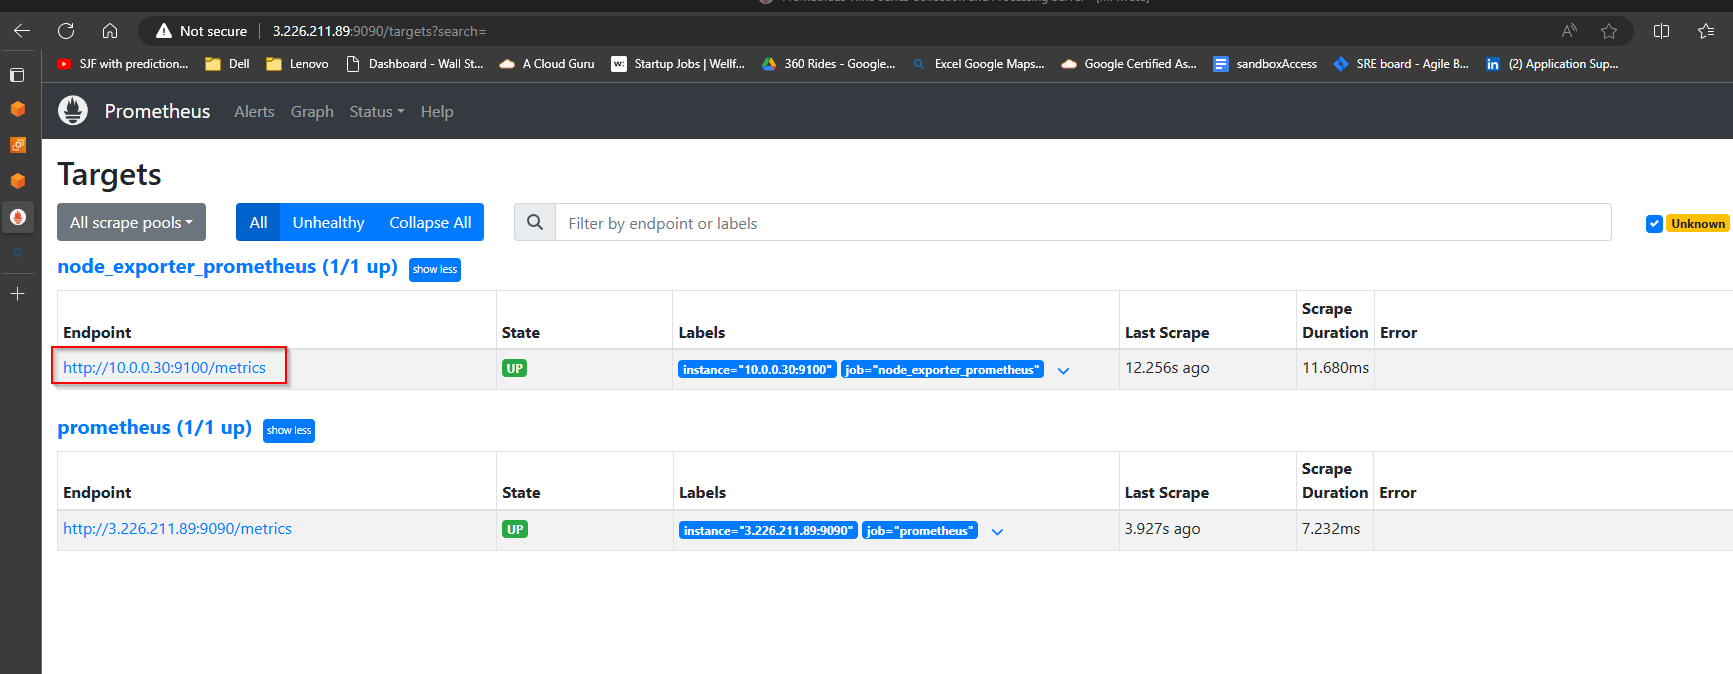 Not secure 3.226.211.89:9090/targets?search=
SJF with prediction... Dell Lenovo Dashboard - Wall St... A Cloud Guru Startup Jobs | Wellf... 360 Rides - Google... Excel Google Maps... Google Certified As... sandboxAccess SRE board - Agile B... (2) Application Sup...
Prometheus Alerts Graph Status Help
Targets
All scrape pools All Unhealthy Collapse All Filter by endpoint or labels Unknown
node_exporter_prometheus (1/1 up) show less
Endpoint State Labels Last Scrape Scrape Duration Error
http://10.0.0.30:9100/metrics UP instance="10.0.0.30:9100" job="node_exporter_prometheus" 12.256s ago 11.680ms
prometheus (1/1 up) show less
Endpoint State Labels Last Scrape Scrape Duration Error
http://3.226.211.89:9090/metrics UP instance="3.226.211.89:9090" job="prometheus" 3.927s ago 7.232ms